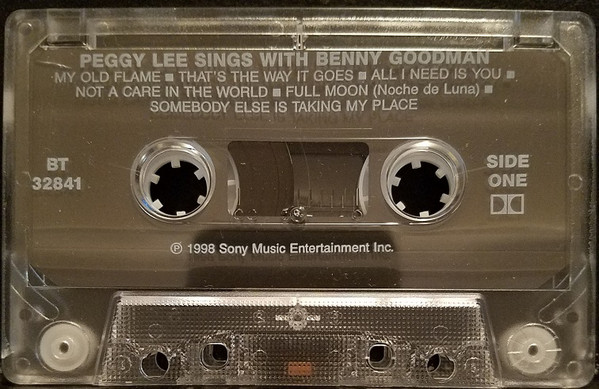 PEGGY LEE SINGS WITH BENNY GOODMAN
MY OLD FLAME ■ THAT'S THE WAY IT GOES ■ ALL I NEED IS YOU ■
NOT A CARE IN THE WORLD ■ FULL MOON (Noche de Luna) ■
SOMEBODY ELSE IS TAKING MY PLACE
BT
32841
SIDE
ONE
℗ 1998 Sony Music Entertainment Inc.